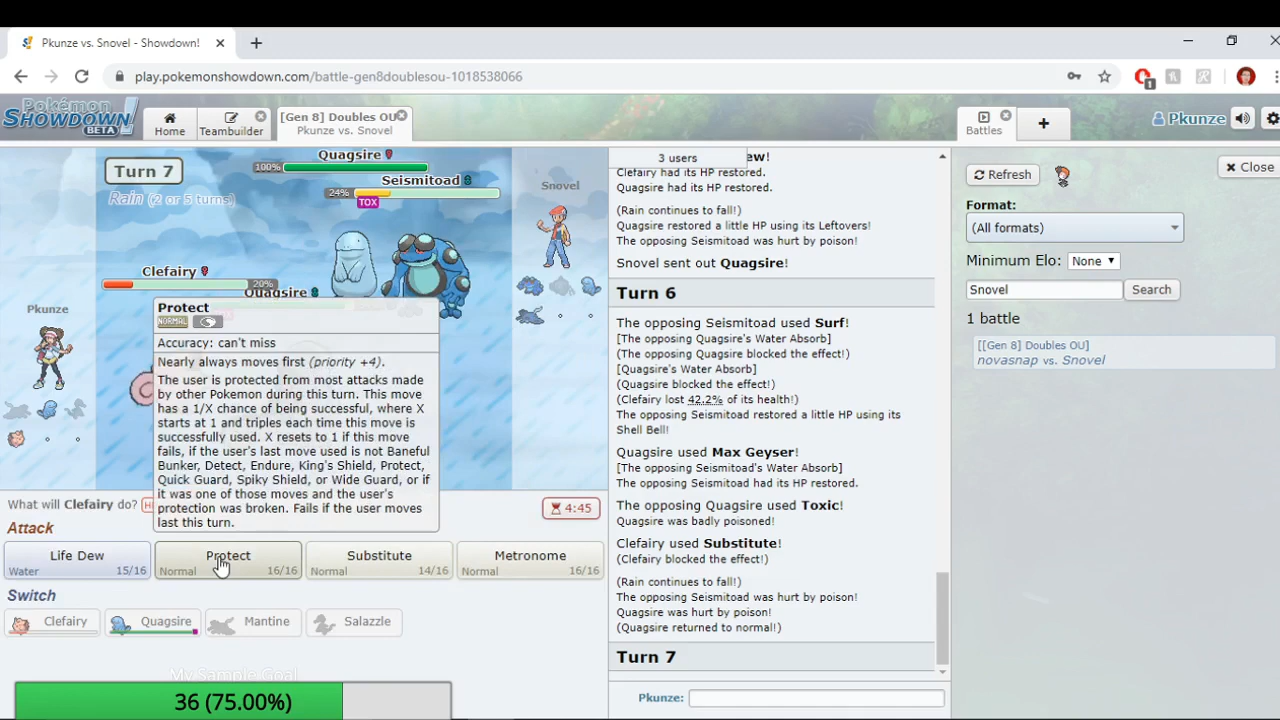 Pkunze vs. Snovel - Showdown!
play.pokemonshowdown.com/battle-gen8doublesou-1018538066
1
Pokémon
SHOWDOWN!
BETA
Home
Teambuilder
[Gen 8] Doubles OU
Pkunze vs. Snovel
Battles
Pkunze
Turn 7
Rain (2 or 5 turns)
Quagsire
100%
Seismitoad
24%
TOX
Snovel
Clefairy
20%
Quagsire
Pkunze
Protect
NORMAL
Accuracy: can't miss
Nearly always moves first (priority +4).
The user is protected from most attacks made
by other Pokemon during this turn. This move
has a 1/X chance of being successful, where X
starts at 1 and triples each time this move is
successfully used. X resets to 1 if this move
fails, if the user's last move used is not Baneful
Bunker, Detect, Endure, King's Shield, Protect,
Quick Guard, Spiky Shield, or Wide Guard, or if
it was one of those moves and the user's
protection was broken. Fails if the user moves
last this turn.
What will Clefairy do?
4:45
Attack
Life Dew
Water 15/16
Protect
Normal 16/16
Substitute
Normal 14/16
Metronome
Normal 16/16
Switch
Clefairy
Quagsire
Mantine
Salazzle
My Sample Goal
36 (75.00%)
3 users
ew!
Clefairy had its HP restored.
Quagsire had its HP restored.
(Rain continues to fall!)
Quagsire restored a little HP using its Leftovers!
The opposing Seismitoad was hurt by poison!
Snovel sent out Quagsire!
Turn 6
The opposing Seismitoad used Surf!
[The opposing Quagsire's Water Absorb]
(The opposing Quagsire blocked the effect!)
[Quagsire's Water Absorb]
(Quagsire blocked the effect!)
(Clefairy lost 42.2% of its health!)
The opposing Seismitoad restored a little HP using its
Shell Bell!
Quagsire used Max Geyser!
[The opposing Seismitoad's Water Absorb]
The opposing Seismitoad had its HP restored.
The opposing Quagsire used Toxic!
Quagsire was badly poisoned!
Clefairy used Substitute!
(Clefairy blocked the effect!)
(Rain continues to fall!)
The opposing Seismitoad was hurt by poison!
Quagsire was hurt by poison!
(Quagsire returned to normal!)
Turn 7
Pkunze:
Refresh
Close
Format:
(All formats)
Minimum Elo: None
Snovel
Search
1 battle
[[Gen 8] Doubles OU]
novasnap vs. Snovel